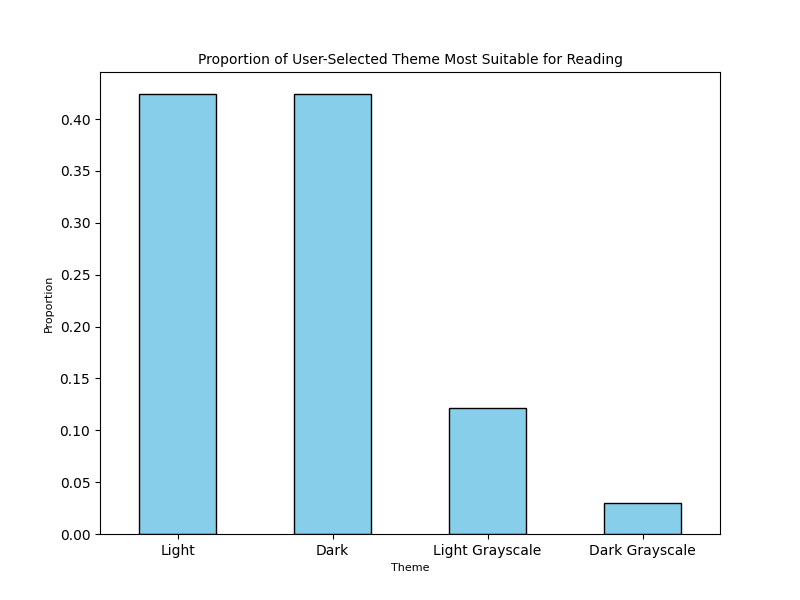 Proportion of User-Selected Theme Most Suitable for Reading
Proportion
0.40
0.35
0.30
0.25
0.20
0.15
0.10
0.05
0.00
Light Dark Light Grayscale Dark Grayscale
Theme